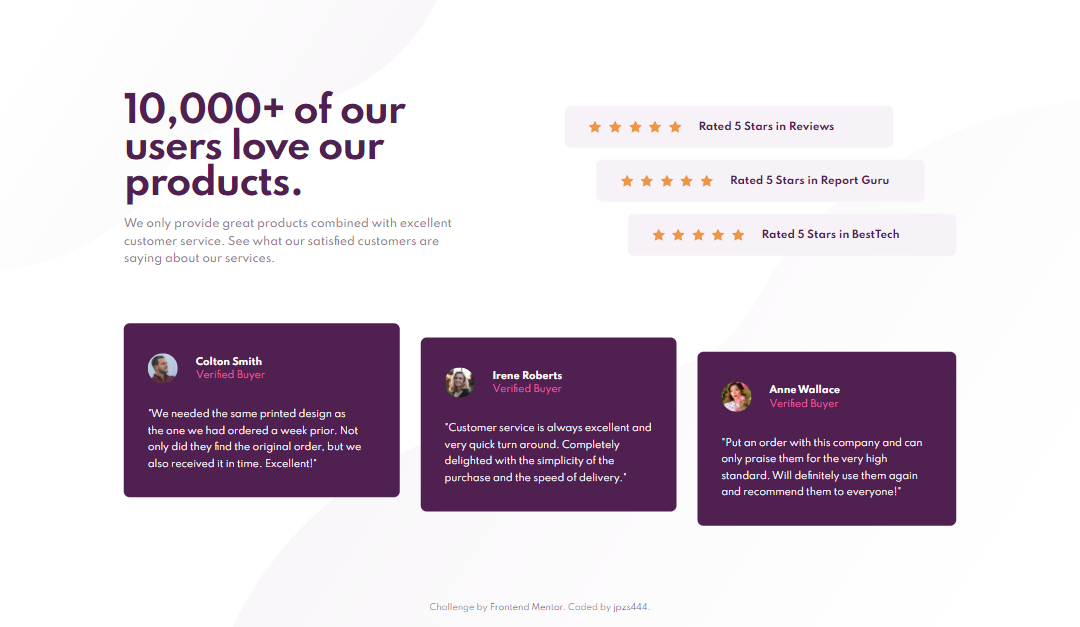 10,000+ of our
users love our
products.
We only provide great products combined with excellent
customer service. See what our satisfied customers are
saying about our services.
Rated 5 Stars in Reviews
Rated 5 Stars in Report Guru
Rated 5 Stars in BestTech
Colton Smith
Verified Buyer
"We needed the same printed design as
the one we had ordered a week prior. Not
only did they find the original order, but we
also received it in time. Excellent!"
Irene Roberts
Verified Buyer
"Customer service is always excellent and
very quick turn around. Completely
delighted with the simplicity of the
purchase and the speed of delivery."
Anne Wallace
Verified Buyer
"Put an order with this company and can
only praise them for the very high
standard. Will definitely use them again
and recommend them to everyone!"
Challenge by Frontend Mentor. Coded by jpzs444.